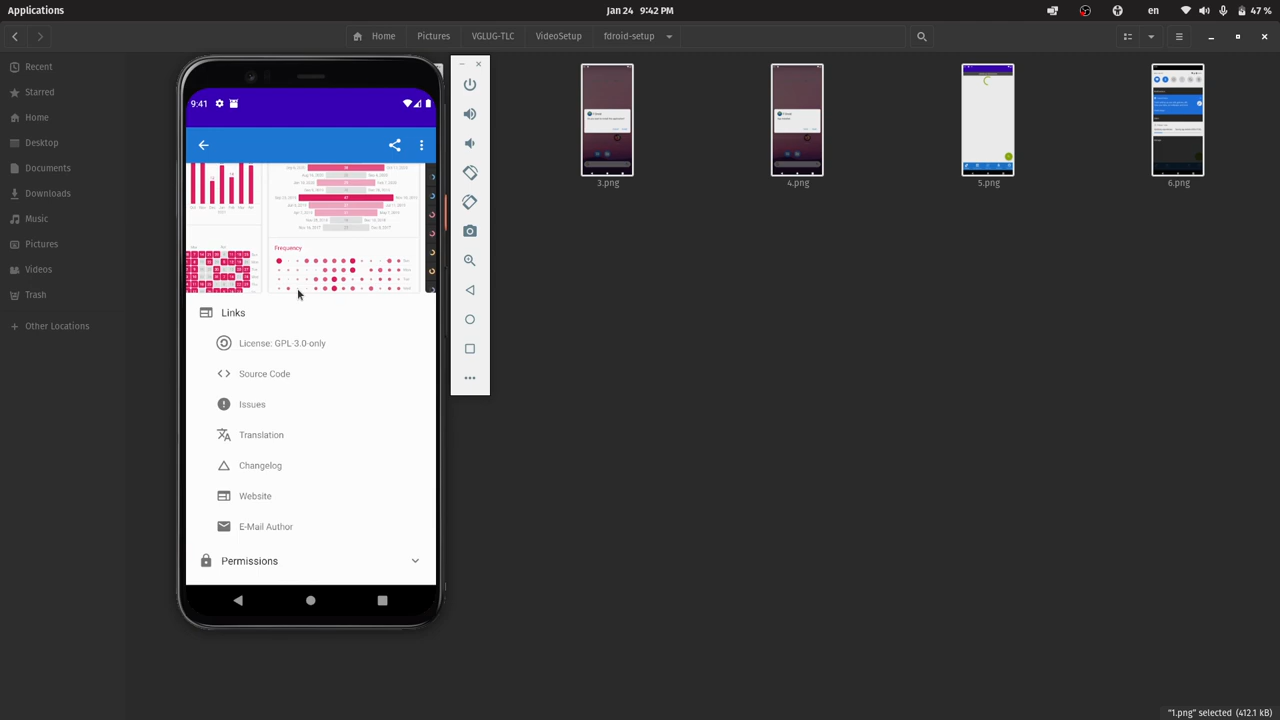 Applications
Jan 24 9:42 PM
en
47 %
Home
Pictures
VGLUG-TLC
VideoSetup
fdroid-setup
Recent
Starred
Home
Desktop
Documents
Downloads
Music
Pictures
Videos
Trash
Other Locations
9:41
Frequency
Links
License: GPL-3.0-only
Source Code
Issues
Translation
Changelog
Website
E-Mail Author
Permissions
3.png
4.png
5.png
6.png
"1.png" selected (412.1 kB)